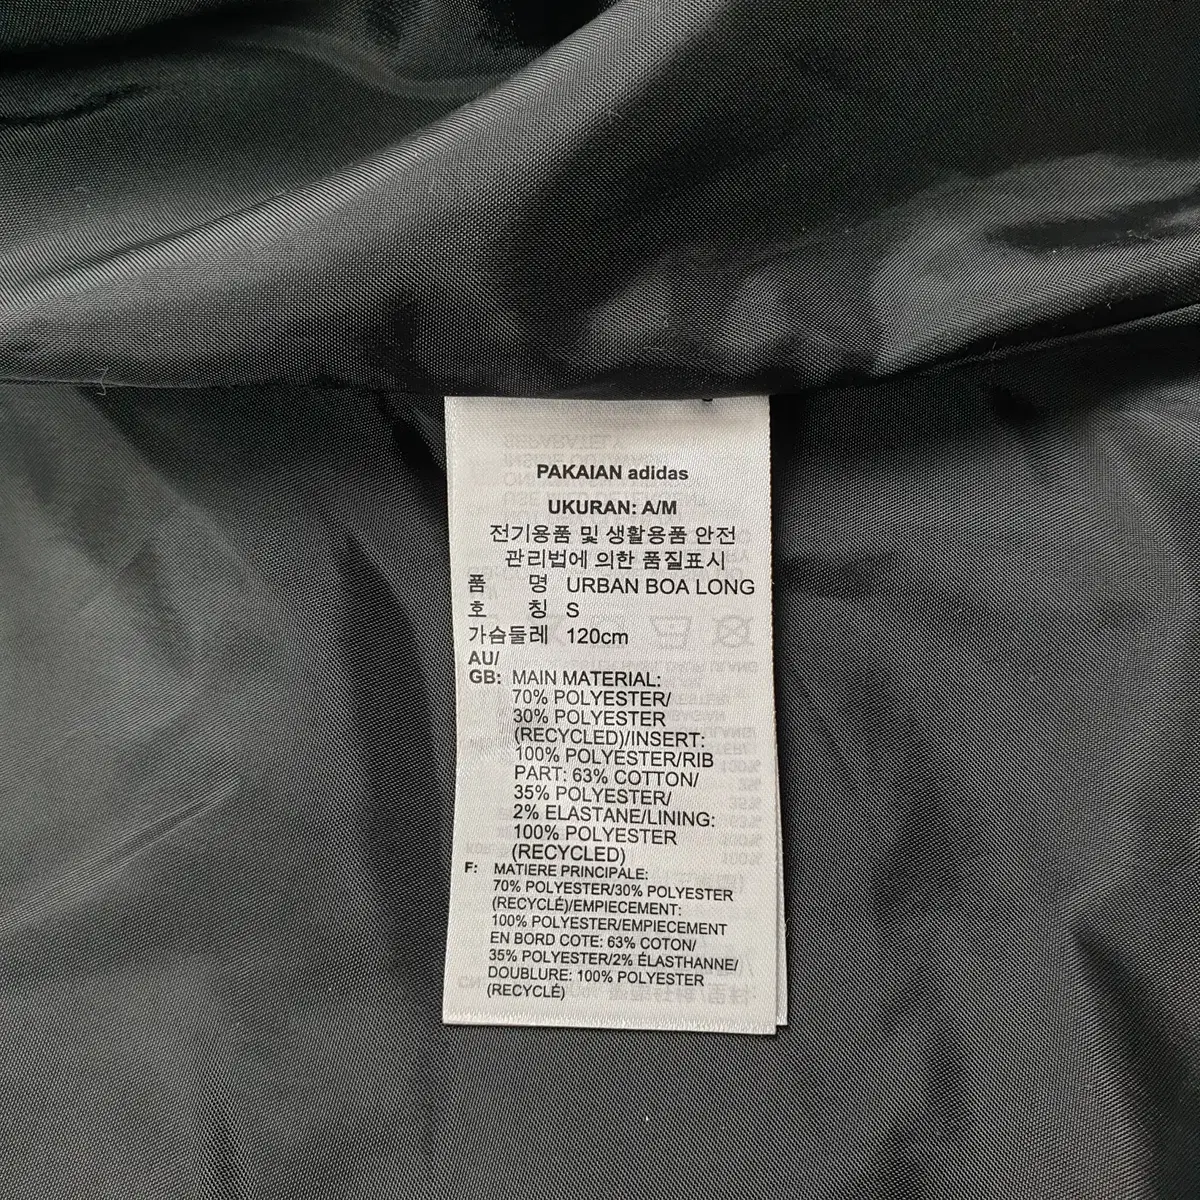 PAKAIAN adidas
UKURAN: A/M
전기용품 및 생활용품 안전
관리법에 의한 품질표시
품 명 URBAN BOA LONG
호 칭 S
가슴둘레 120cm
AU/
GB: MAIN MATERIAL:
70% POLYESTER/
30% POLYESTER
(RECYCLED)/INSERT:
100% POLYESTER/RIB
PART: 63% COTTON/
35% POLYESTER/
2% ELASTANE/LINING:
100% POLYESTER
(RECYCLED)
F: MATIERE PRINCIPALE:
70% POLYESTER/30% POLYESTER
(RECYCLÉ)/EMPIECEMENT:
100% POLYESTER/EMPIECEMENT
EN BORD COTE: 63% COTON/
35% POLYESTER/2% ÉLASTHANNE/
DOUBLURE: 100% POLYESTER
(RECYCLÉ)